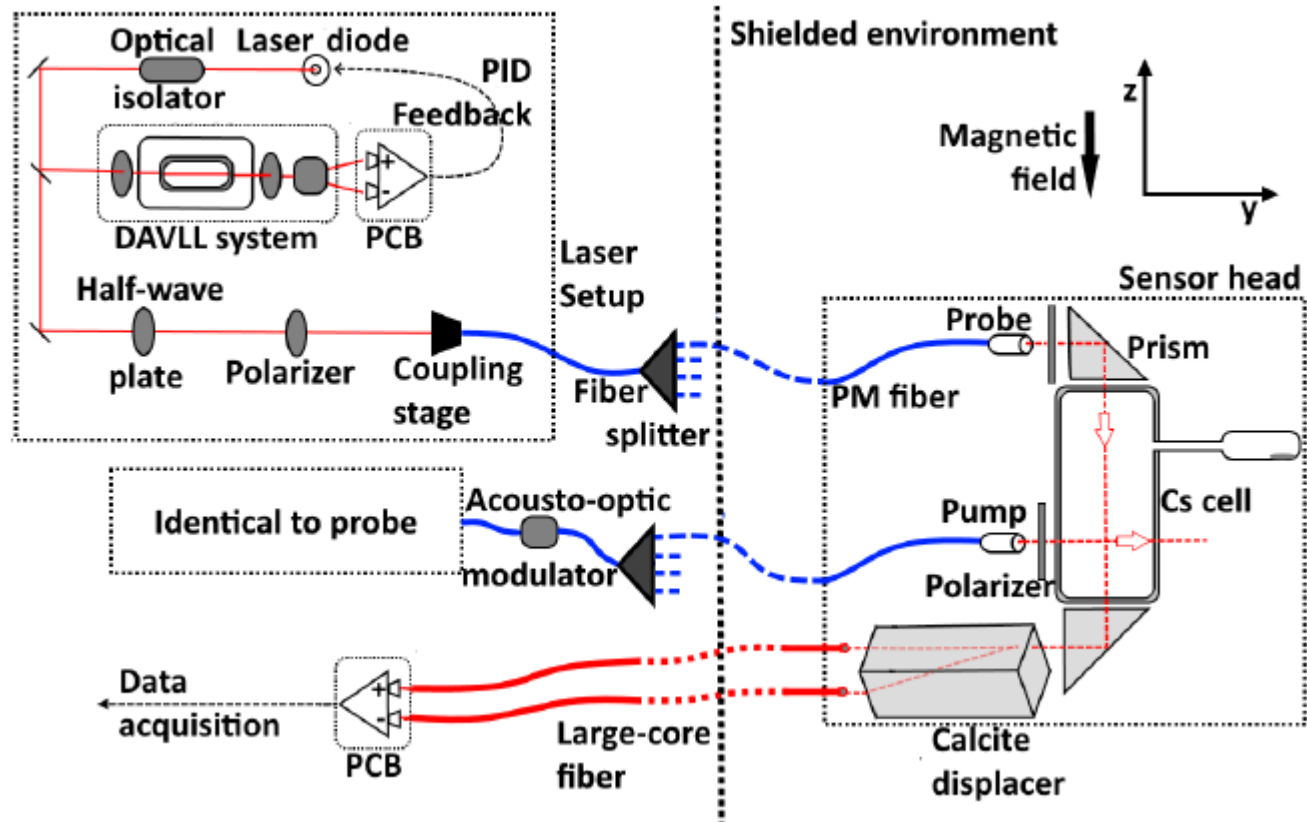 Optical
isolator
Laser diode
PID
Feedback
+
-
DAVLL system
PCB
Half-wave
plate
Polarizer
Coupling
stage
Laser
Setup
Fiber
splitter
Shielded environment
Magnetic
field
z
y
Sensor head
Probe
Prism
PM fiber
Cs cell
Pump
Polarizer
Identical to probe
Acousto-optic
modulator
Data
acquisition
+
-
PCB
Large-core
fiber
Calcite
displacer